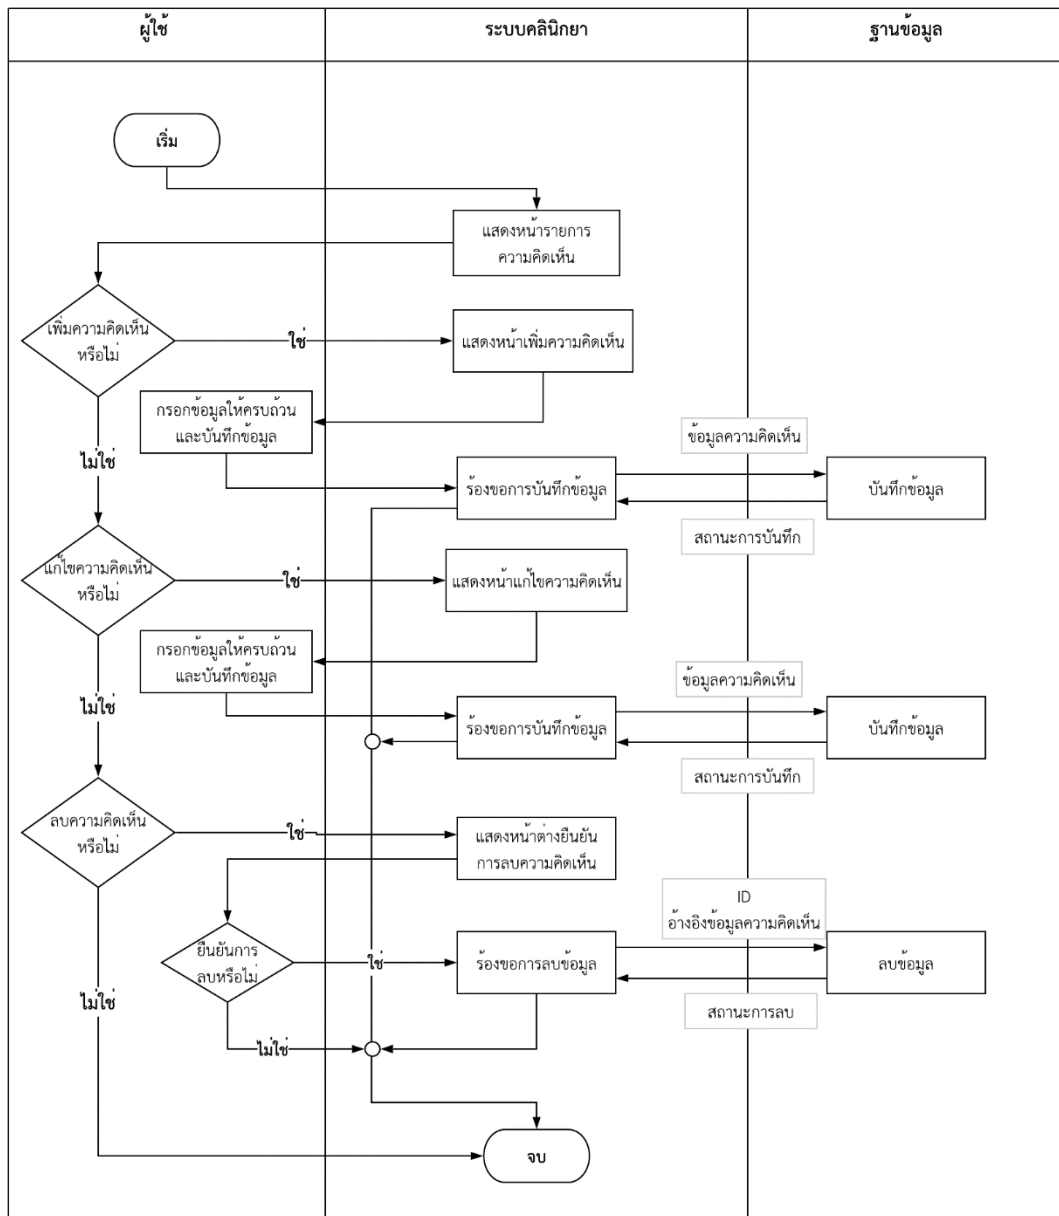 ผู้ใช้
ระบบคลินิกยา
ฐานข้อมูล
เริ่ม
แสดงหน้ารายการ
ความคิดเห็น
เพิ่มความคิดเห็น
หรือไม่
ใช่
แสดงหน้าเพิ่มความคิดเห็น
กรอกข้อมูลให้ครบถ้วน
และบันทึกข้อมูล
ข้อมูลความคิดเห็น
ไม่ใช่
ร้องขอการบันทึกข้อมูล
บันทึกข้อมูล
สถานะการบันทึก
แก้ไขความคิดเห็น
หรือไม่
ใช่
แสดงหน้าแก้ไขความคิดเห็น
กรอกข้อมูลให้ครบถ้วน
และบันทึกข้อมูล
ข้อมูลความคิดเห็น
ไม่ใช่
ร้องขอการบันทึกข้อมูล
บันทึกข้อมูล
สถานะการบันทึก
ลบความคิดเห็น
หรือไม่
ใช่
แสดงหน้าต่างยืนยัน
การลบความคิดเห็น
ID
อ้างอิงข้อมูลความคิดเห็น
ยืนยันการ
ลบหรือไม่
ใช่
ร้องขอการลบข้อมูล
ลบข้อมูล
ไม่ใช่
สถานะการลบ
ไม่ใช่
จบ